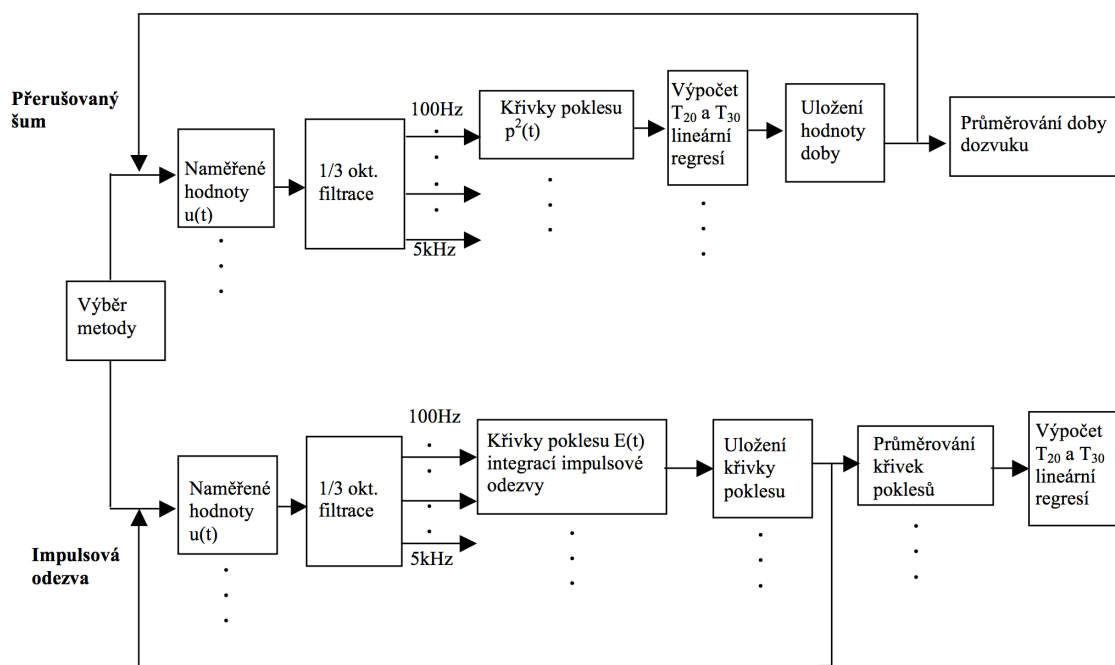 Přerušovaný
šum
Naměřené
hodnoty
u(t)
1/3 okt.
filtrace
100Hz
5kHz
Křivky poklesu
p²(t)
Výpočet
T₂₀ a T₃₀
lineární
regresí
Uložení
hodnoty
doby
Průměrování doby
dozvuku
Výběr
metody
Impulsová
odezva
Naměřené
hodnoty
u(t)
1/3 okt.
filtrace
100Hz
5kHz
Křivky poklesu E(t)
integrací impulsové
odezvy
Uložení
křivky
poklesu
Průměrování
křivek
poklesů
Výpočet
T₂₀ a T₃₀
lineární
regresí